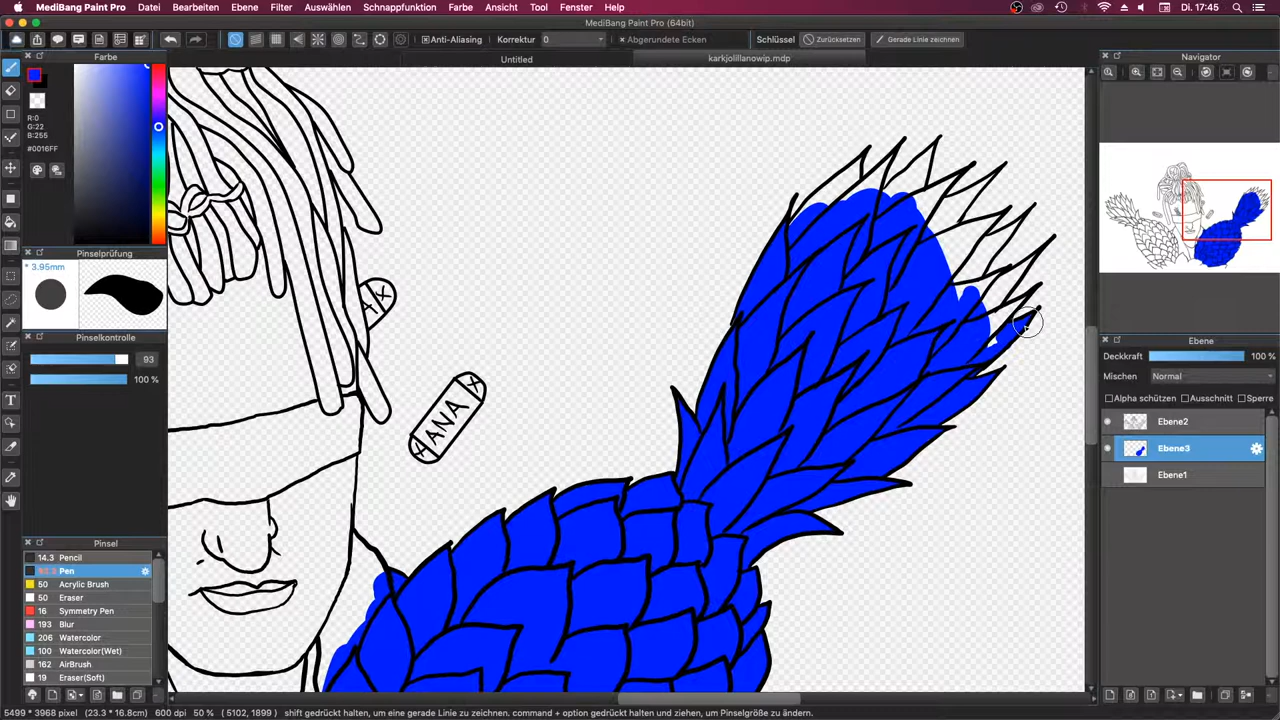 MediBang Paint Pro Datei Bearbeiten Ebene Filter Auswählen Schnappfunktion Farbe Ansicht Tool Fenster Help Di. 17:45
MediBang Paint Pro (64bit)
Anti-Aliasing Korrektur 0 Abgerundete Ecken Schlüssel Zurücksetzen Gerade Linie zeichnen
Farbe Untitled karkjolillanowip.mdp Navigator
R:0
G:22
B:255
#0016FF
Pinselprüfung
* 3.95mm
Pinselkontrolle
93
100 %
ANA
Ebene
Deckkraft 100 %
Mischen Normal
Alpha schützen Ausschnitt Sperre
Ebene2
Ebene3
Ebene1
Pinsel
14.3 Pencil
Pen
50 Acrylic Brush
50 Eraser
16 Symmetry Pen
193 Blur
206 Watercolor
100 Watercolor(Wet)
162 AirBrush
19 Eraser(Soft)
5499 * 3968 pixel (23.3 * 16.8cm) 600 dpi 50 % ( 5102, 1899 ) shift gedrückt halten, um eine gerade Linie zu zeichnen. command + option gedrückt halten und ziehen, um Pinselgröße zu ändern.